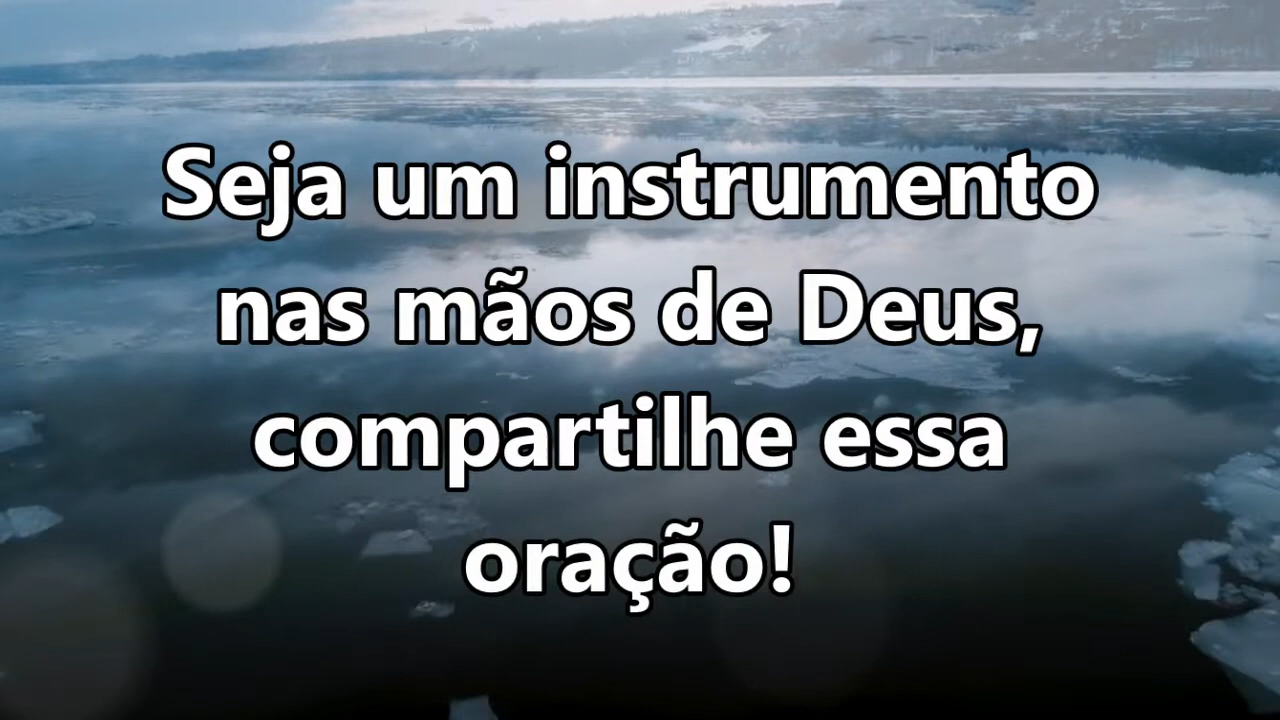 Seja um instrumento
nas mãos de Deus,
compartilhe essa
oração!